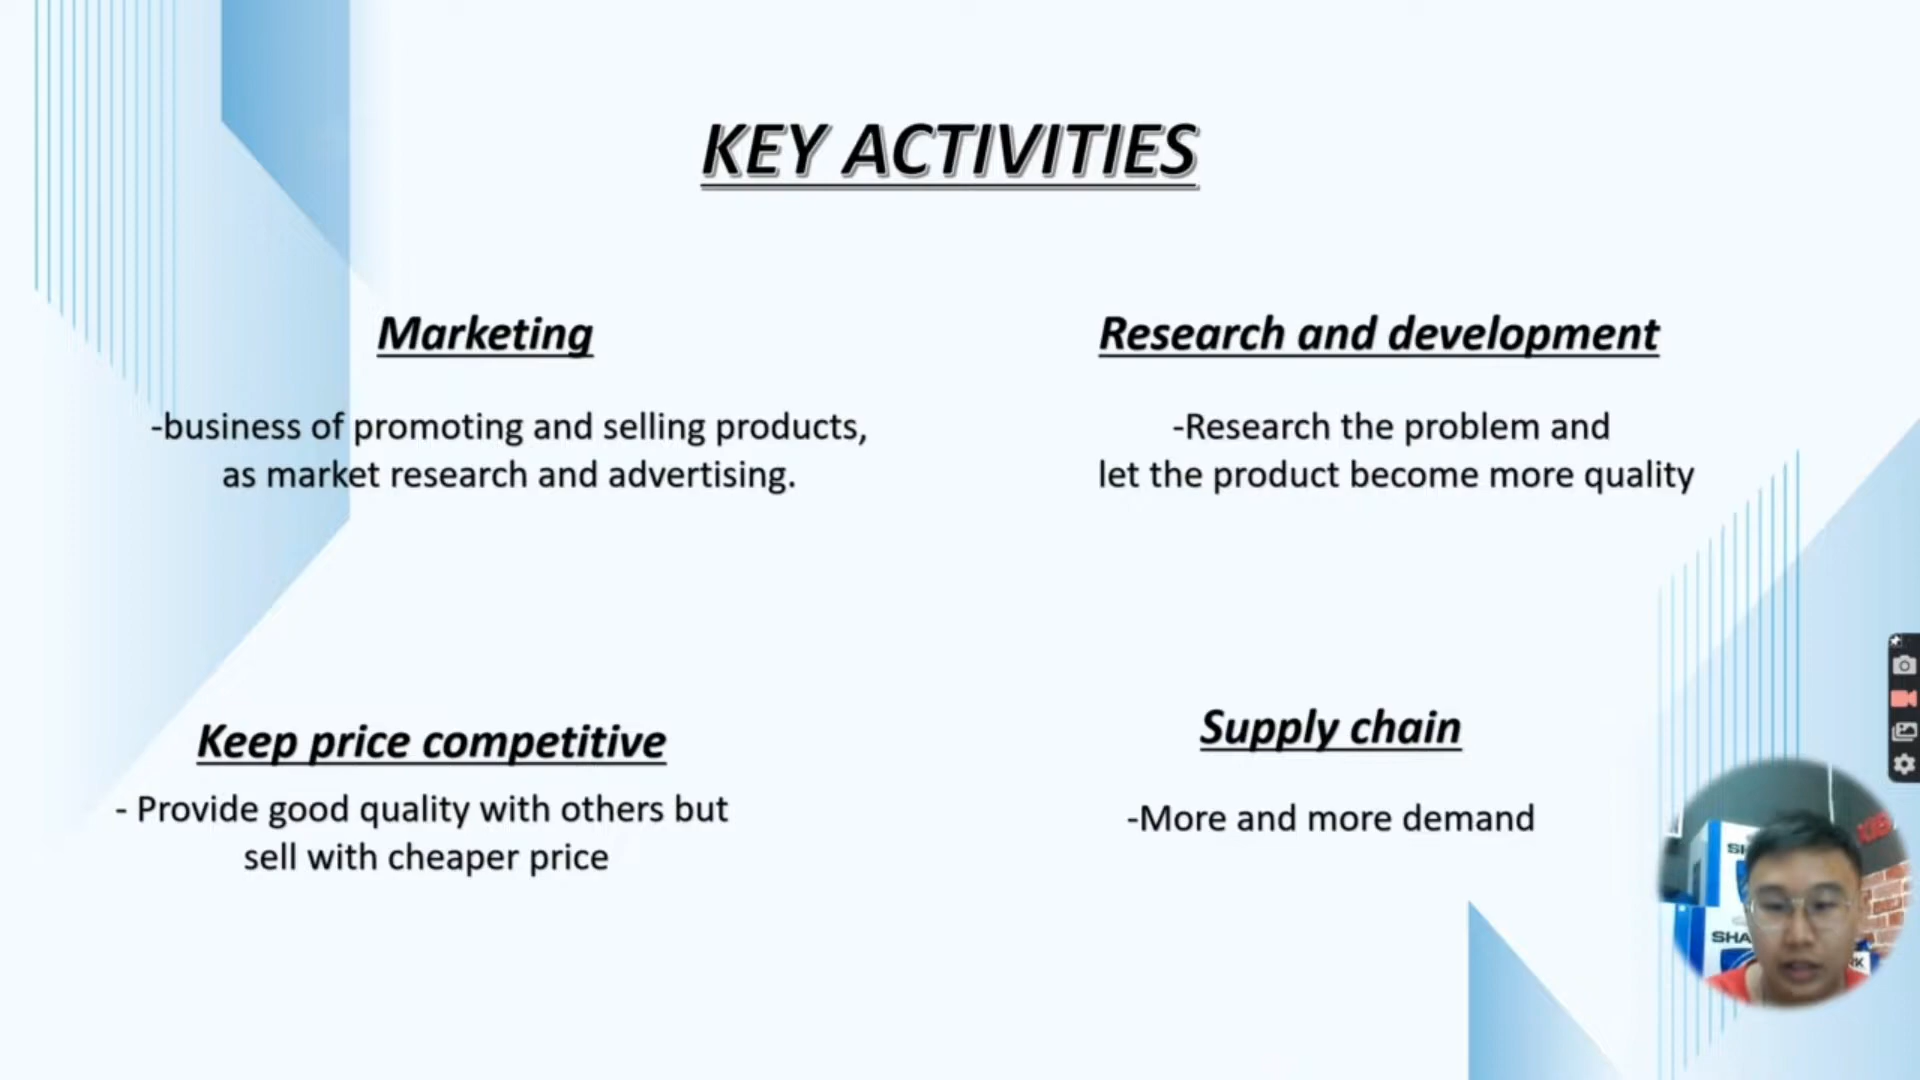 KEY ACTIVITIES
Marketing
-business of promoting and selling products,
as market research and advertising.
Research and development
-Research the problem and
let the product become more quality
Keep price competitive
- Provide good quality with others but
sell with cheaper price
Supply chain
-More and more demand